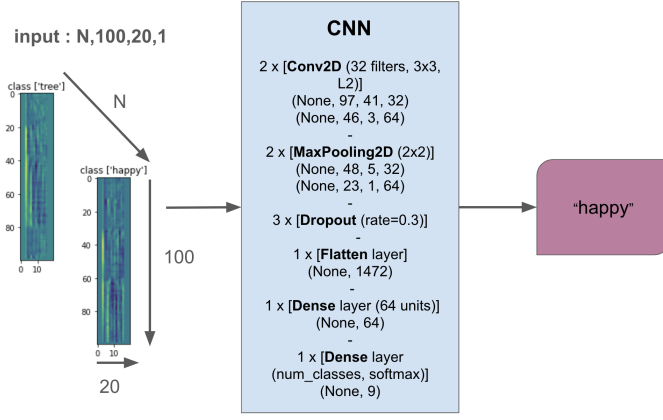 input : N,100,20,1
class ['tree']
0
20
40
60
80
0 10
N
class ['happy']
0
20
40
60
80
0 10
100
20
CNN
2 x [Conv2D (32 filters, 3x3,
L2)]
(None, 97, 41, 32)
(None, 46, 3, 64)
-
2 x [MaxPooling2D (2x2)]
(None, 48, 5, 32)
(None, 23, 1, 64)
-
3 x [Dropout (rate=0.3)]
-
1 x [Flatten layer]
(None, 1472)
-
1 x [Dense layer (64 units)]
(None, 64)
-
1 x [Dense layer
(num_classes, softmax)]
(None, 9)
“happy”